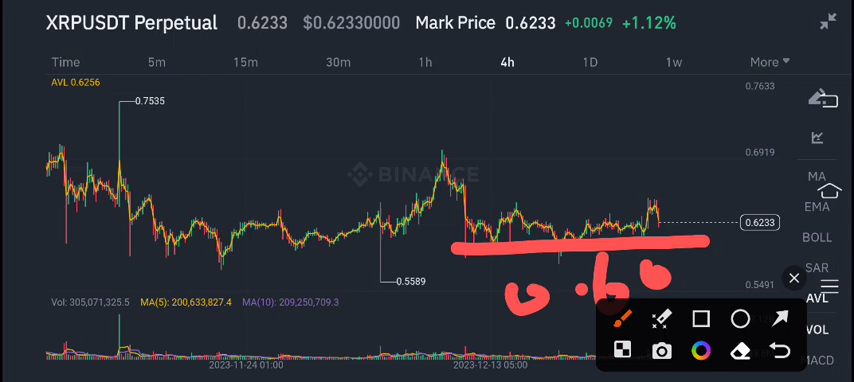 XRPUSDT Perpetual 0.6233 $0.62330000 Mark Price 0.6233 +0.0069 +1.12%
Time 5m 15m 30m 1h 4h 1D 1w More
AVL 0.6256
0.7633
0.7535
0.6919
BINANCE
MA
EMA
0.6233
BOLL
SAR
0.5589
0.5491
0.60
AVL
Vol: 305,071,325.5 MA(5): 200,633,827.4 MA(10): 209,250,709.3
VOL
MACD
2023-11-24 01:00 2023-12-13 05:00